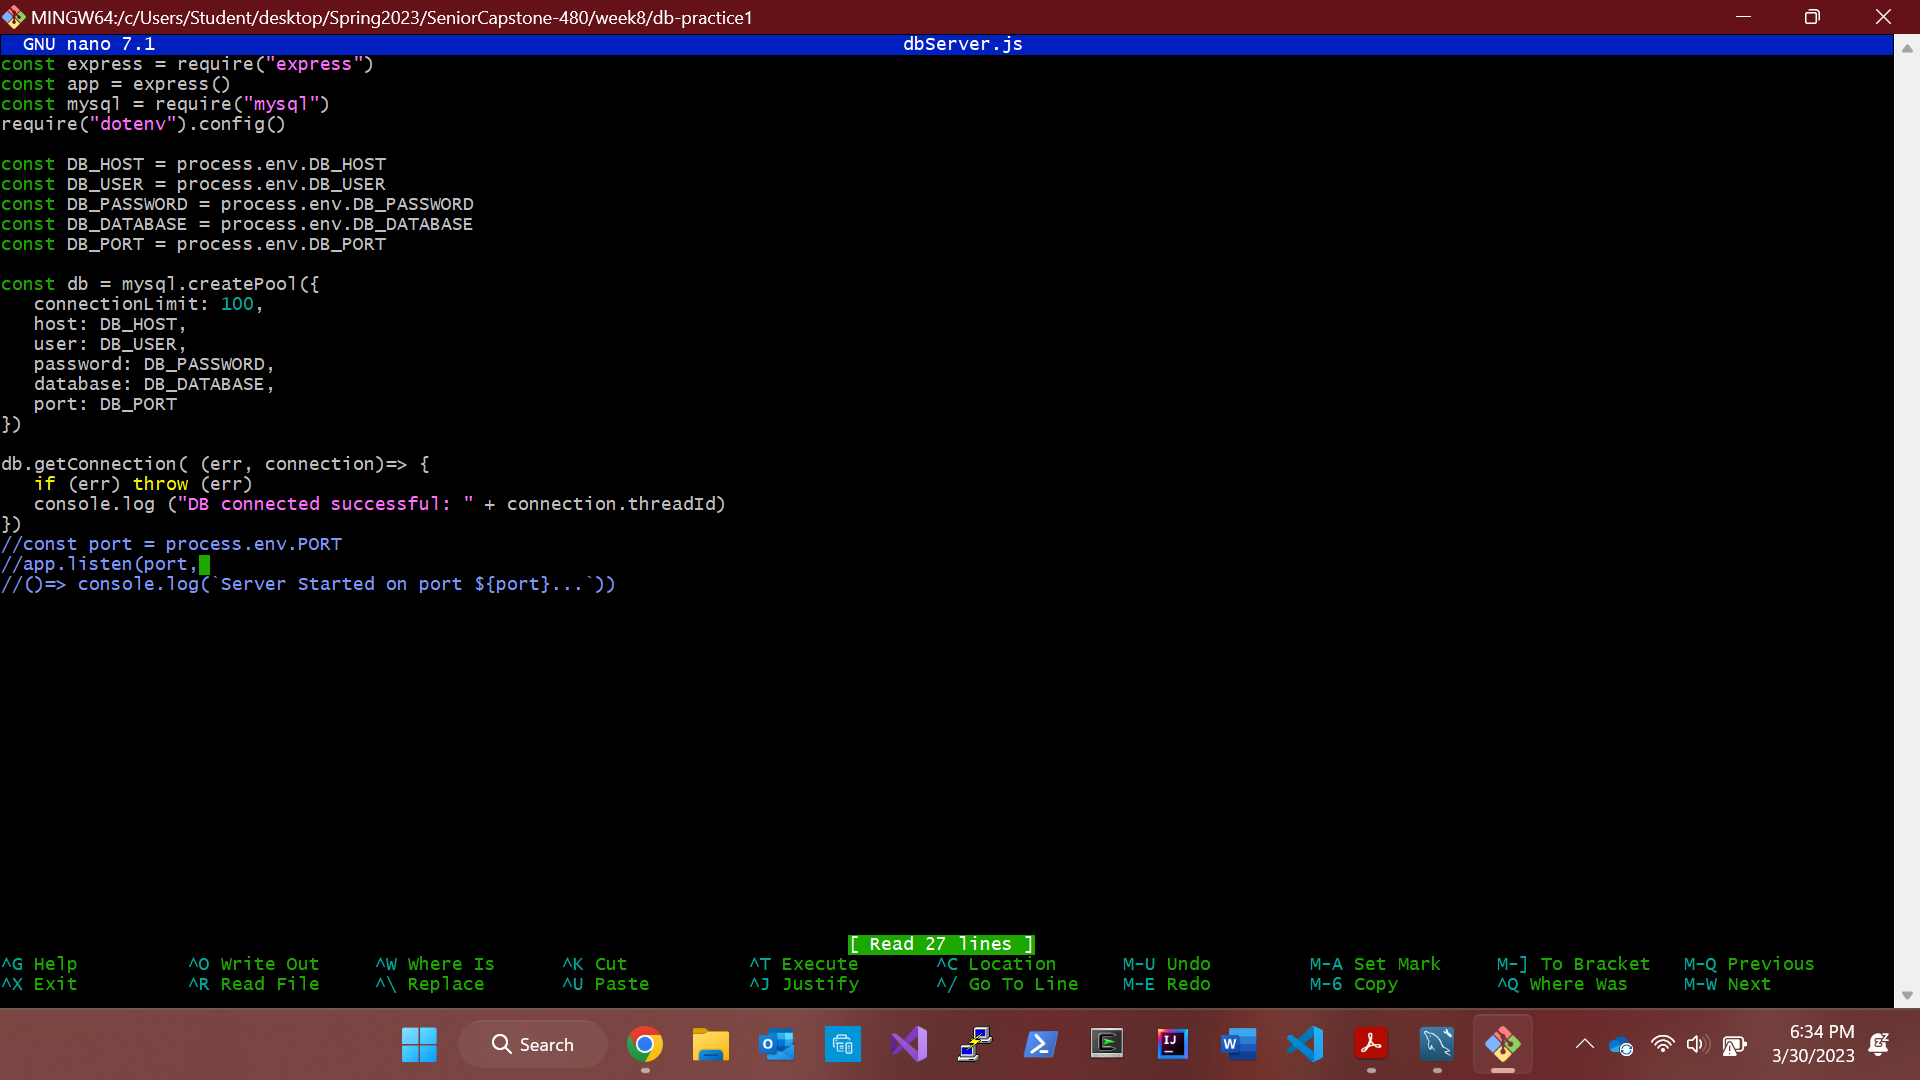 MINGW64:/c/Users/Student/desktop/Spring2023/SeniorCapstone-480/week8/db-practice1
GNU nano 7.1 dbServer.js
const express = require("express")
const app = express()
const mysql = require("mysql")
require("dotenv").config()
const DB_HOST = process.env.DB_HOST
const DB_USER = process.env.DB_USER
const DB_PASSWORD = process.env.DB_PASSWORD
const DB_DATABASE = process.env.DB_DATABASE
const DB_PORT = process.env.DB_PORT
const db = mysql.createPool({
   connectionLimit: 100,
   host: DB_HOST,
   user: DB_USER,
   password: DB_PASSWORD,
   database: DB_DATABASE,
   port: DB_PORT
})
db.getConnection( (err, connection)=> {
   if (err) throw (err)
   console.log ("DB connected successful: " + connection.threadId)
})
//const port = process.env.PORT
//app.listen(port,
//()=> console.log(`Server Started on port ${port}...`))
[ Read 27 lines ]
^G Help ^O Write Out ^W Where Is ^K Cut ^T Execute ^C Location M-U Undo M-A Set Mark M-] To Bracket M-Q Previous
^X Exit ^R Read File ^\ Replace ^U Paste ^J Justify ^/ Go To Line M-E Redo M-6 Copy ^Q Where Was M-W Next
Search
6:34 PM
3/30/2023